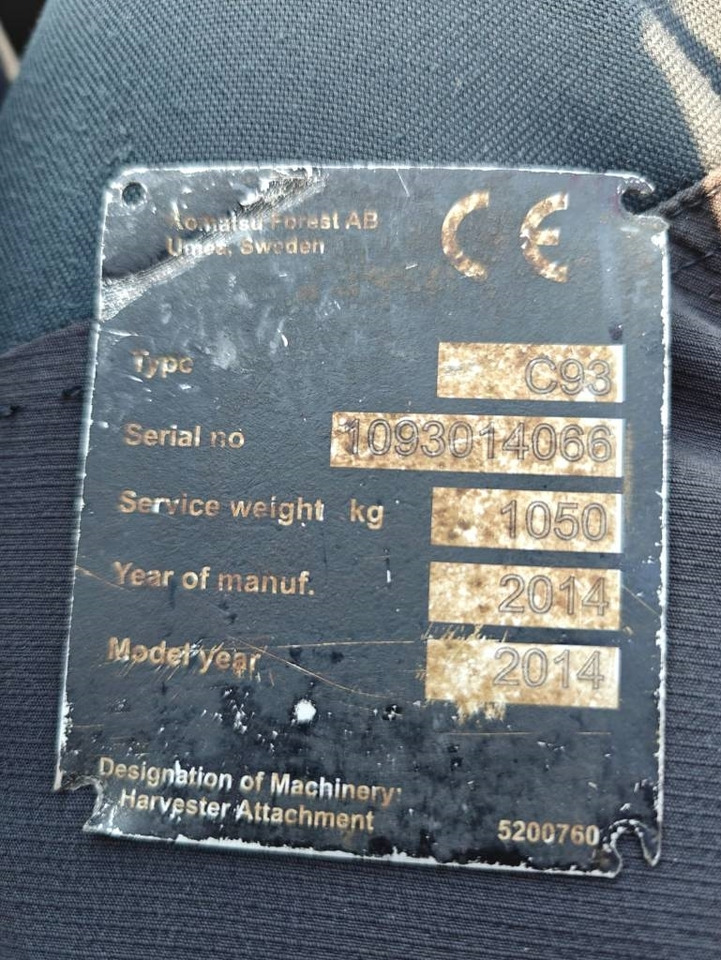 Komatsu Forest AB
Umeå, Sweden
CE
Type C93
Serial no 1093014066
Service weight kg 1050
Year of manuf. 2014
Model year 2014
Designation of Machinery:
Harvester Attachment
5200760